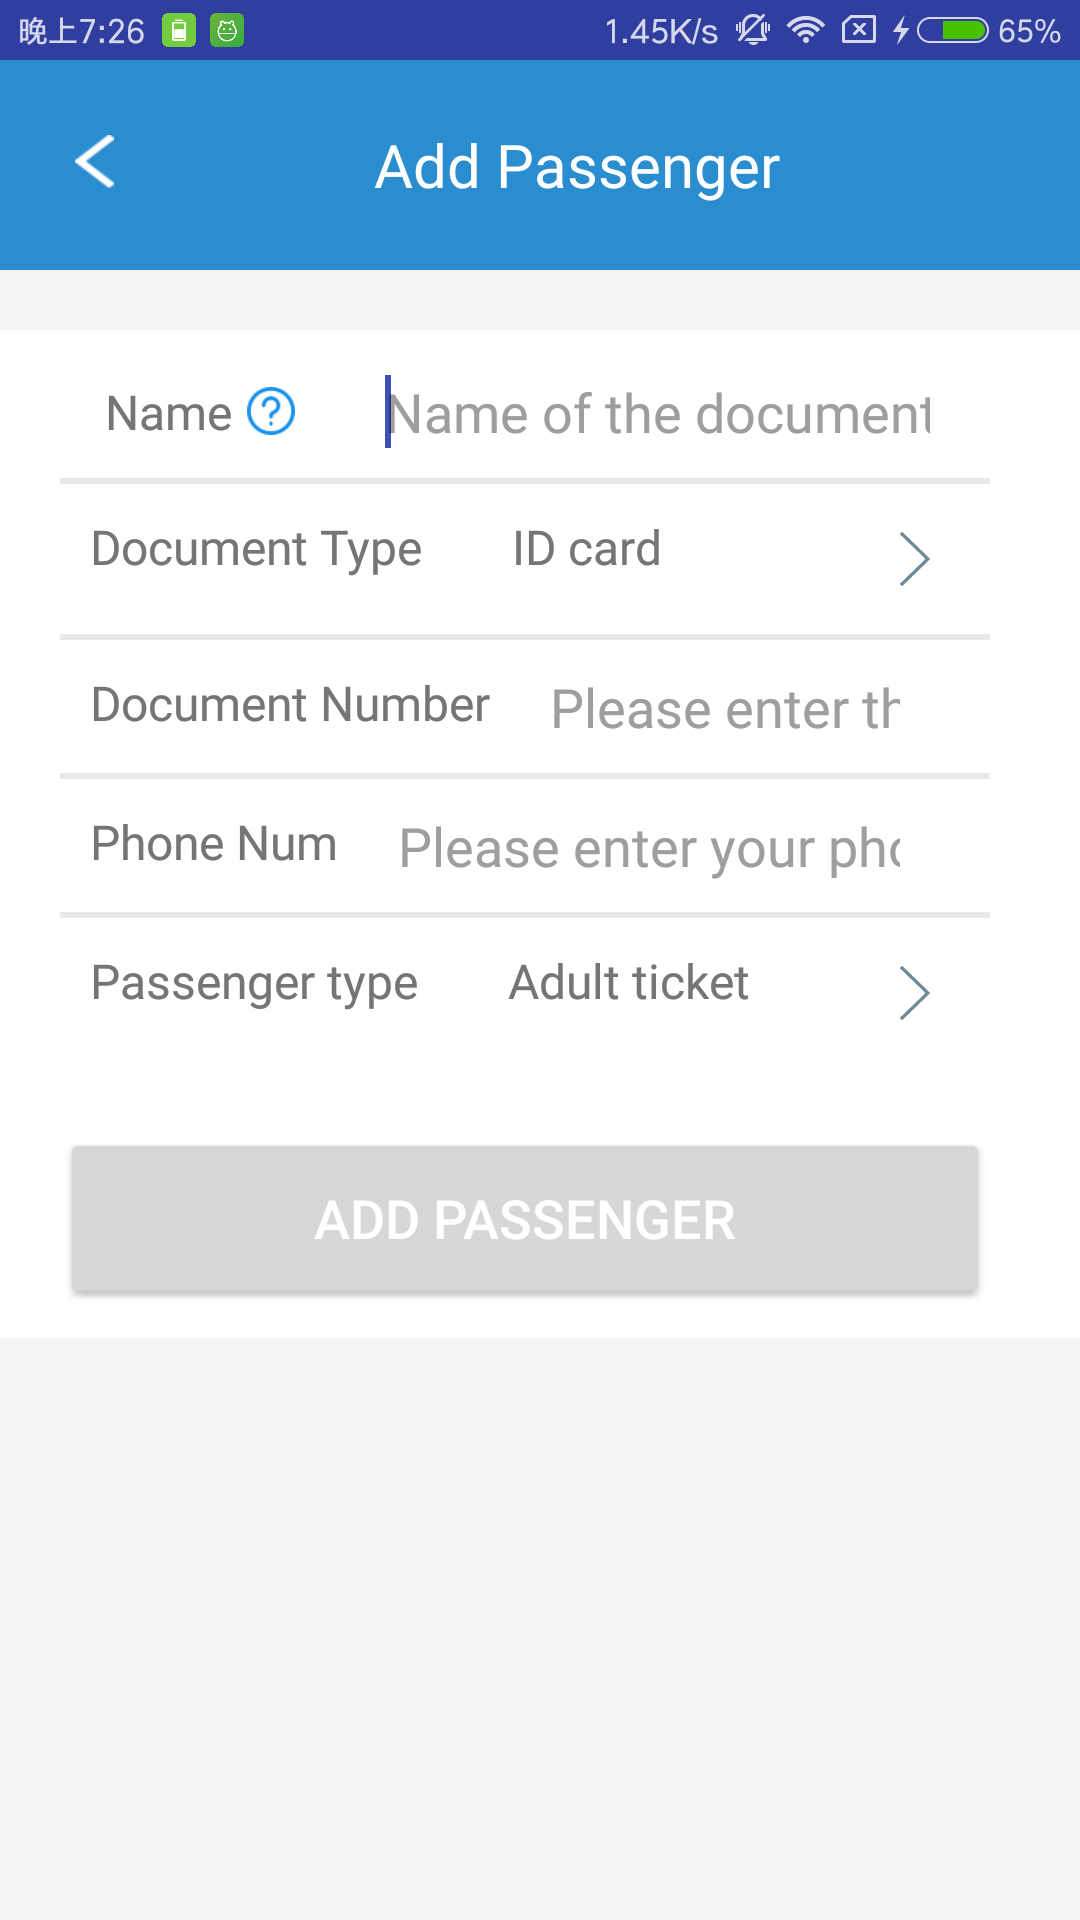 晚上7:26 1.45K/s 65%
Add Passenger
Name ? Name of the document
Document Type ID card
Document Number Please enter th
Phone Num Please enter your pho
Passenger type Adult ticket
ADD PASSENGER